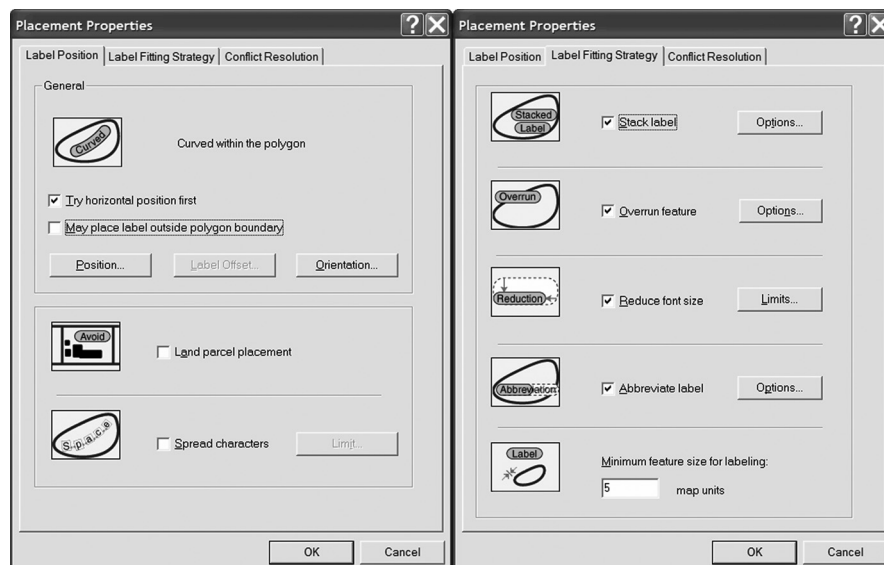 Placement Properties
Label Position
Label Fitting Strategy
Conflict Resolution
General
Curved
Curved within the polygon
Try horizontal position first
May place label outside polygon boundary
Position...
Label Offset...
Orientation...
Avoid
Land parcel placement
Space
Spread characters
Limit...
OK
Cancel
Placement Properties
Label Position
Label Fitting Strategy
Conflict Resolution
Stacked
Label
Stack label
Options...
Overrun
Overrun feature
Options...
Reduction
Reduce font size
Limits...
Abbreviation
Abbreviate label
Options...
Label
Minimum feature size for labeling:
5
map units
OK
Cancel